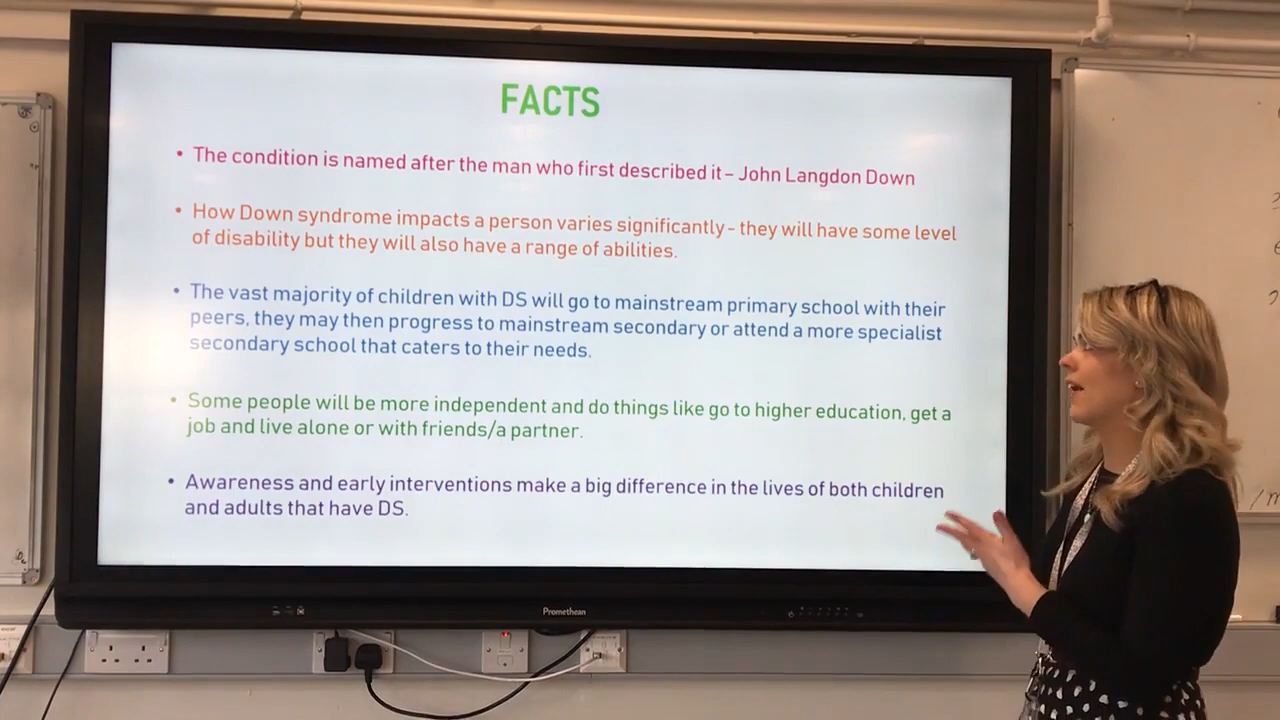 FACTS
• The condition is named after the man who first described it – John Langdon Down
• How Down syndrome impacts a person varies significantly - they will have some level
of disability but they will also have a range of abilities.
• The vast majority of children with DS will go to mainstream primary school with their
peers, they may then progress to mainstream secondary or attend a more specialist
secondary school that caters to their needs.
• Some people will be more independent and do things like go to higher education, get a
job and live alone or with friends/a partner.
• Awareness and early interventions make a big difference in the lives of both children
and adults that have DS.
Promethean